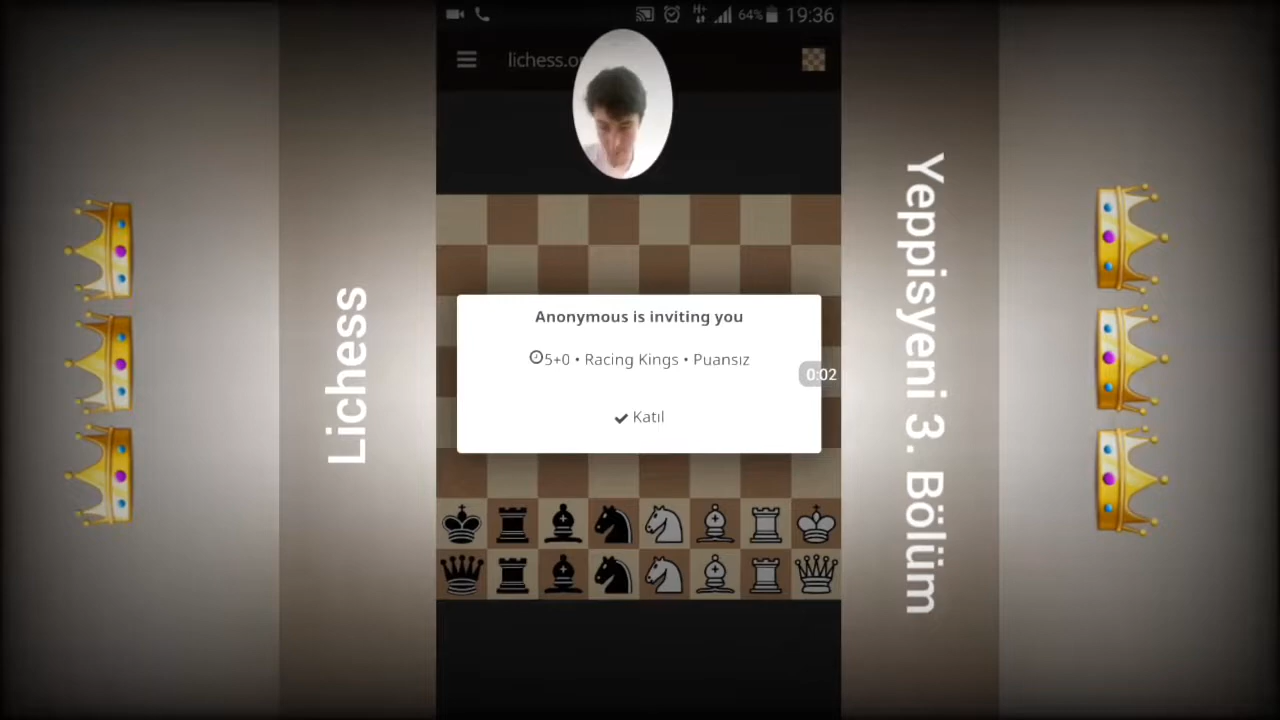 H+ 64% 19:36
lichess.o
Anonymous is inviting you
5+0 • Racing Kings • Puansız
0:02
Katıl
Lichess
Yeppisyeni 3. Bölüm